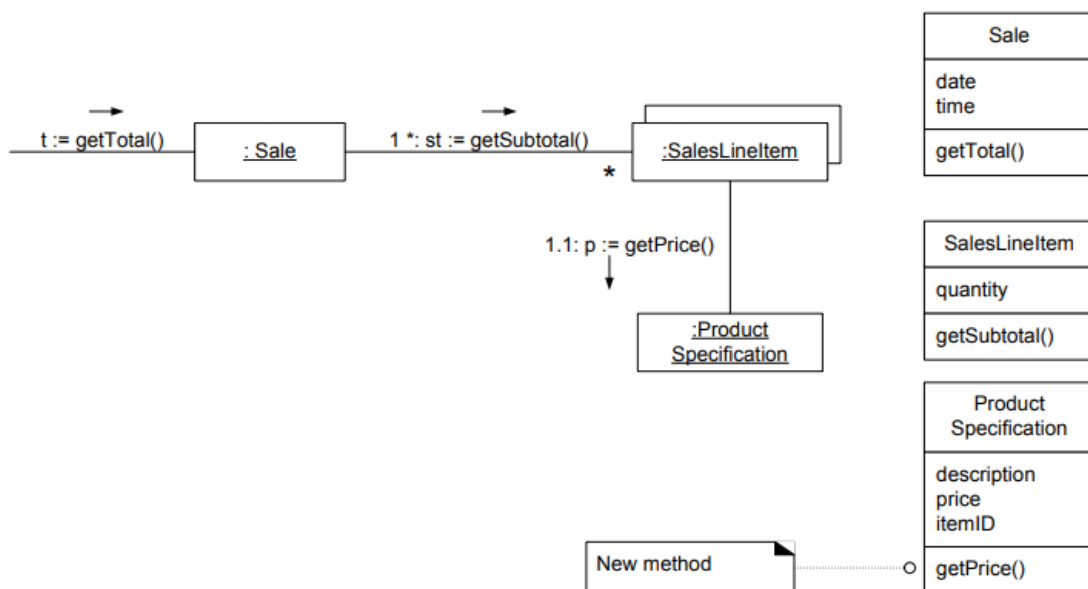 t := getTotal()
: Sale
1 *: st := getSubtotal()
:SalesLineItem
*
1.1: p := getPrice()
:Product
Specification
Sale
date
time
getTotal()
SalesLineItem
quantity
getSubtotal()
Product
Specification
description
price
itemID
getPrice()
New method